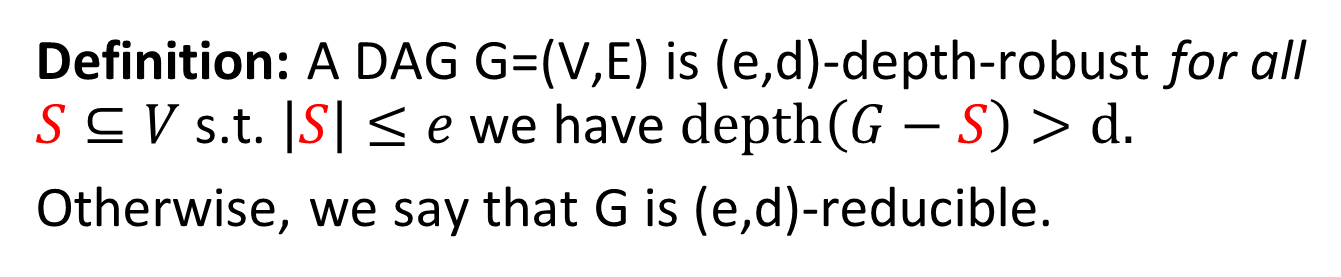 Definition: A DAG G=(V,E) is (e,d)-depth-robust for all
S ⊆ V s.t. |S| ≤ e we have depth(G − S) > d.
Otherwise, we say that G is (e,d)-reducible.